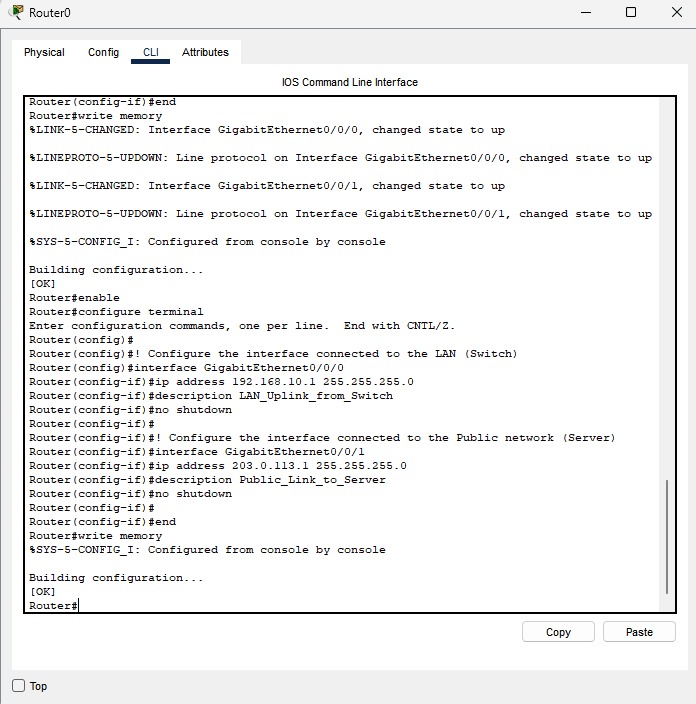 Router0
Physical Config CLI Attributes
IOS Command Line Interface
Router(config-if)#end
Router#write memory
%LINK-5-CHANGED: Interface GigabitEthernet0/0/0, changed state to up
%LINEPROTO-5-UPDOWN: Line protocol on Interface GigabitEthernet0/0/0, changed state to up
%LINK-5-CHANGED: Interface GigabitEthernet0/0/1, changed state to up
%LINEPROTO-5-UPDOWN: Line protocol on Interface GigabitEthernet0/0/1, changed state to up
%SYS-5-CONFIG_I: Configured from console by console
Building configuration...
[OK]
Router#enable
Router#configure terminal
Enter configuration commands, one per line.  End with CNTL/Z.
Router(config)#
Router(config)#! Configure the interface connected to the LAN (Switch)
Router(config)#interface GigabitEthernet0/0/0
Router(config-if)#ip address 192.168.10.1 255.255.255.0
Router(config-if)#description LAN_Uplink_from_Switch
Router(config-if)#no shutdown
Router(config-if)#
Router(config-if)#! Configure the interface connected to the Public network (Server)
Router(config-if)#interface GigabitEthernet0/0/1
Router(config-if)#ip address 203.0.113.1 255.255.255.0
Router(config-if)#description Public_Link_to_Server
Router(config-if)#no shutdown
Router(config-if)#
Router(config-if)#end
Router#write memory
%SYS-5-CONFIG_I: Configured from console by console
Building configuration...
[OK]
Router#
Copy Paste
Top